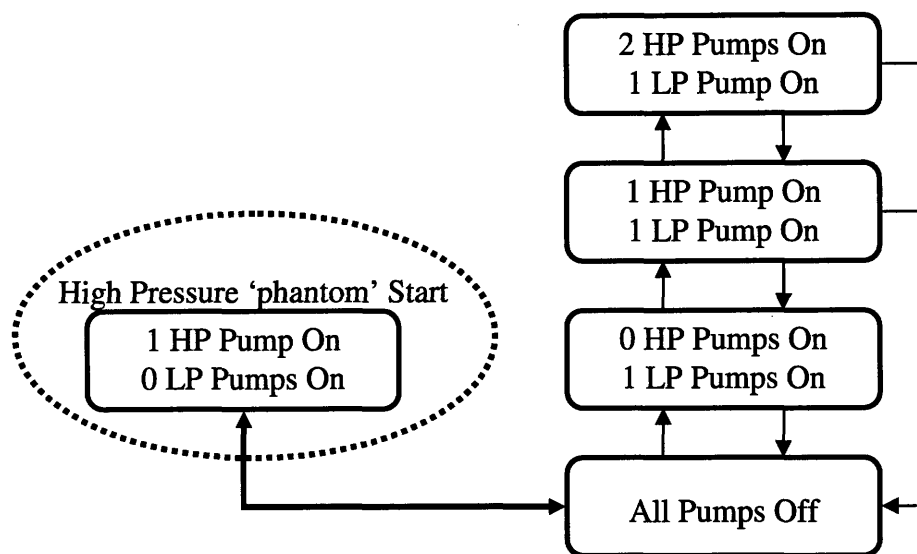 2 HP Pumps On
1 LP Pump On
1 HP Pump On
1 LP Pump On
High Pressure ‘phantom’ Start
1 HP Pump On
0 LP Pumps On
0 HP Pumps On
1 LP Pumps On
All Pumps Off